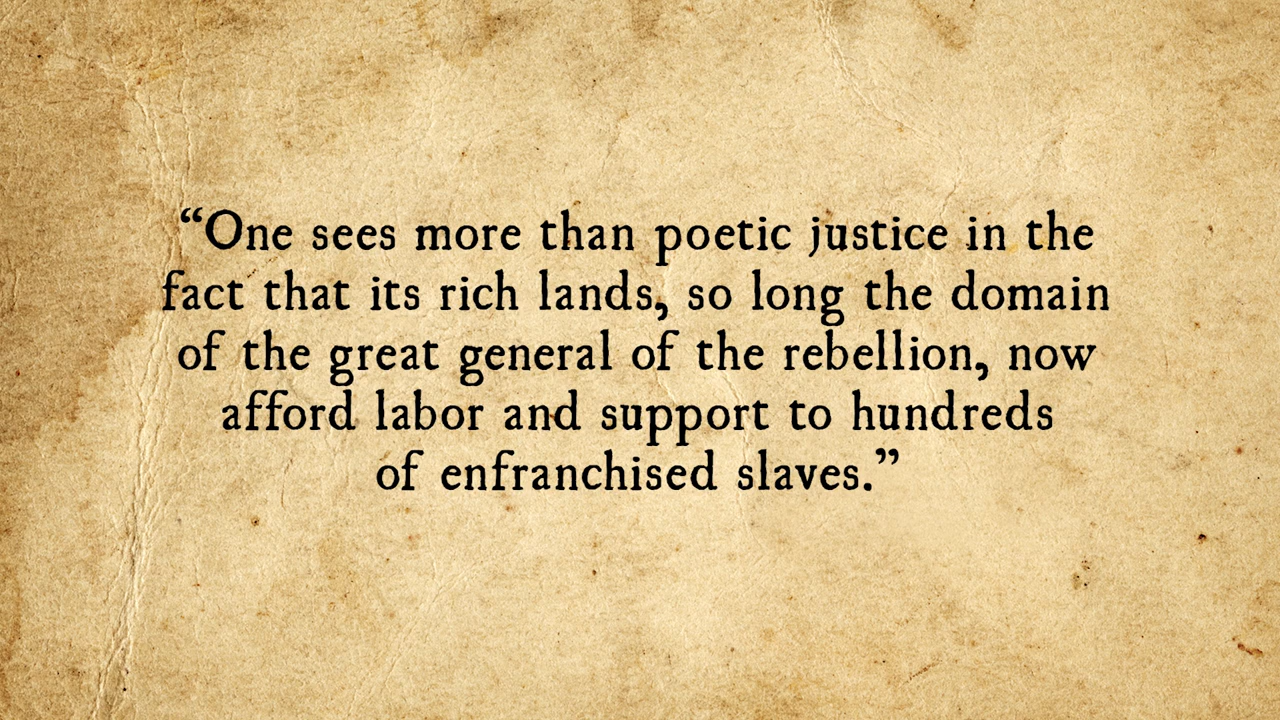 “One sees more than poetic justice in the
fact that its rich lands, so long the domain
of the great general of the rebellion, now
afford labor and support to hundreds
of enfranchised slaves.”